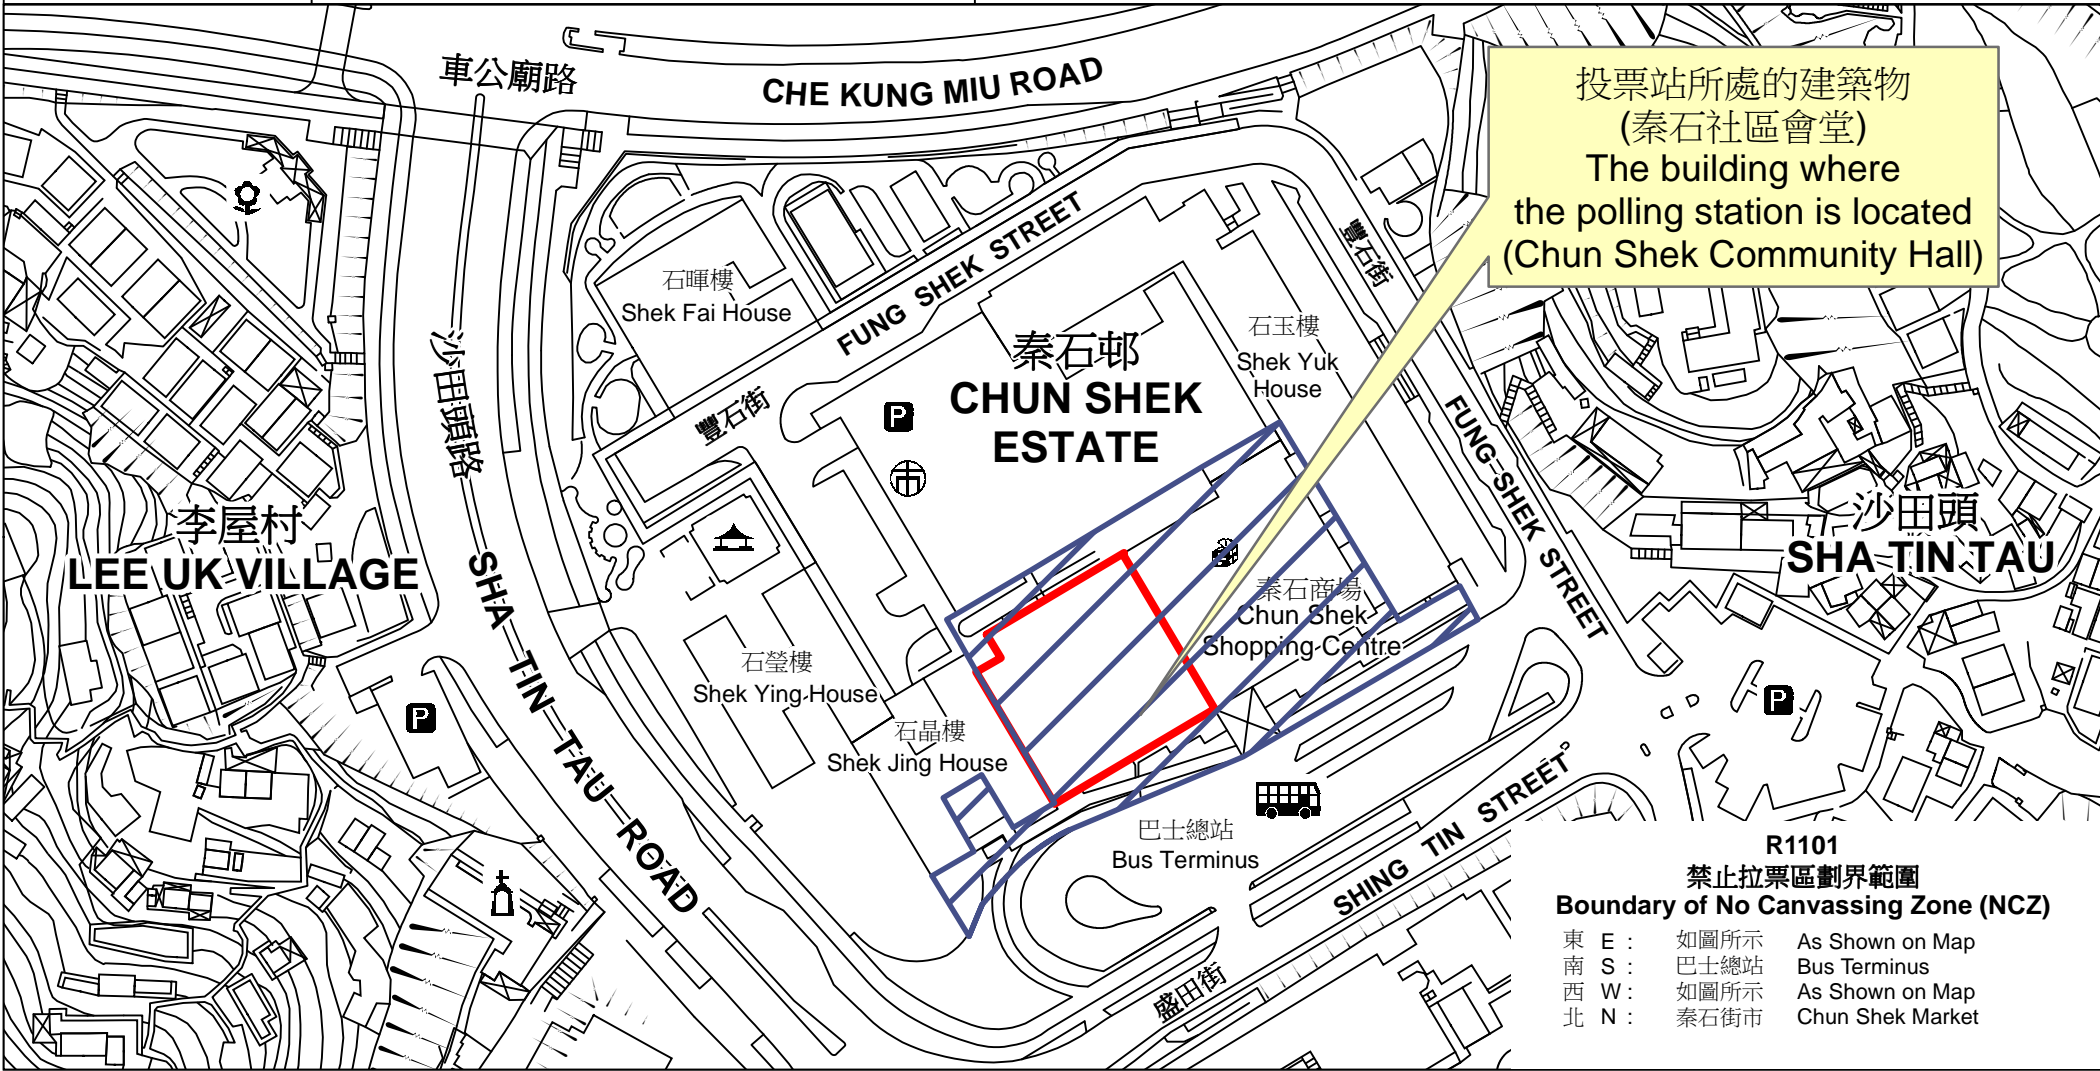 車公廟路
CHE KUNG MIU ROAD
投票站所處的建築物
(秦石社區會堂)
The building where
the polling station is located
(Chun Shek Community Hall)
FUNG SHEK STREET
豐石街
石暉樓
Shek Fai House
秦石邨
CHUN SHEK
ESTATE
石玉樓
Shek Yuk
House
沙田頭路
豐石街
P
市
FUNG SHEK STREET
李屋村
LEE UK VILLAGE
沙田頭
SHA TIN TAU
SHA TIN TAU ROAD
秦石商場
Chun Shek
Shopping Centre
石瑩樓
Shek Ying House
石晶樓
Shek Jing House
P
P
巴士總站
Bus Terminus
SHING TIN STREET
盛田街
R1101
禁止拉票區劃界範圍
Boundary of No Canvassing Zone (NCZ)
東 E : 如圖所示 As Shown on Map
南 S : 巴士總站 Bus Terminus
西 W : 如圖所示 As Shown on Map
北 N : 秦石街市 Chun Shek Market